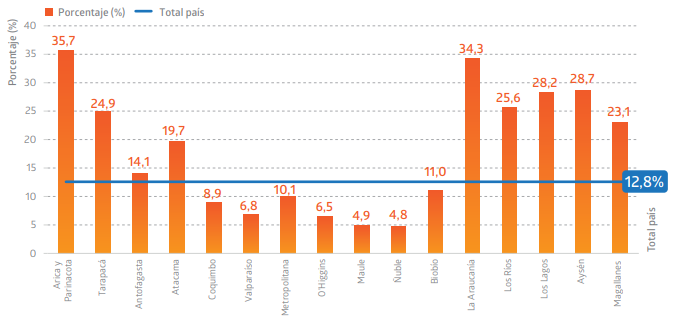 Porcentaje (%) Total país
Porcentaje (%)
40
35
30
25
20
15
10
5
0
35,7
24,9
14,1
19,7
8,9
6,8
10,1
6,5
4,9
4,8
11,0
34,3
25,6
28,2
28,7
23,1
12,8%
Total país
Arica y
Parinacota
Tarapacá
Antofagasta
Atacama
Coquimbo
Valparaíso
Metropolitana
O'Higgins
Maule
Ñuble
Biobío
La Araucanía
Los Ríos
Los Lagos
Aysén
Magallanes